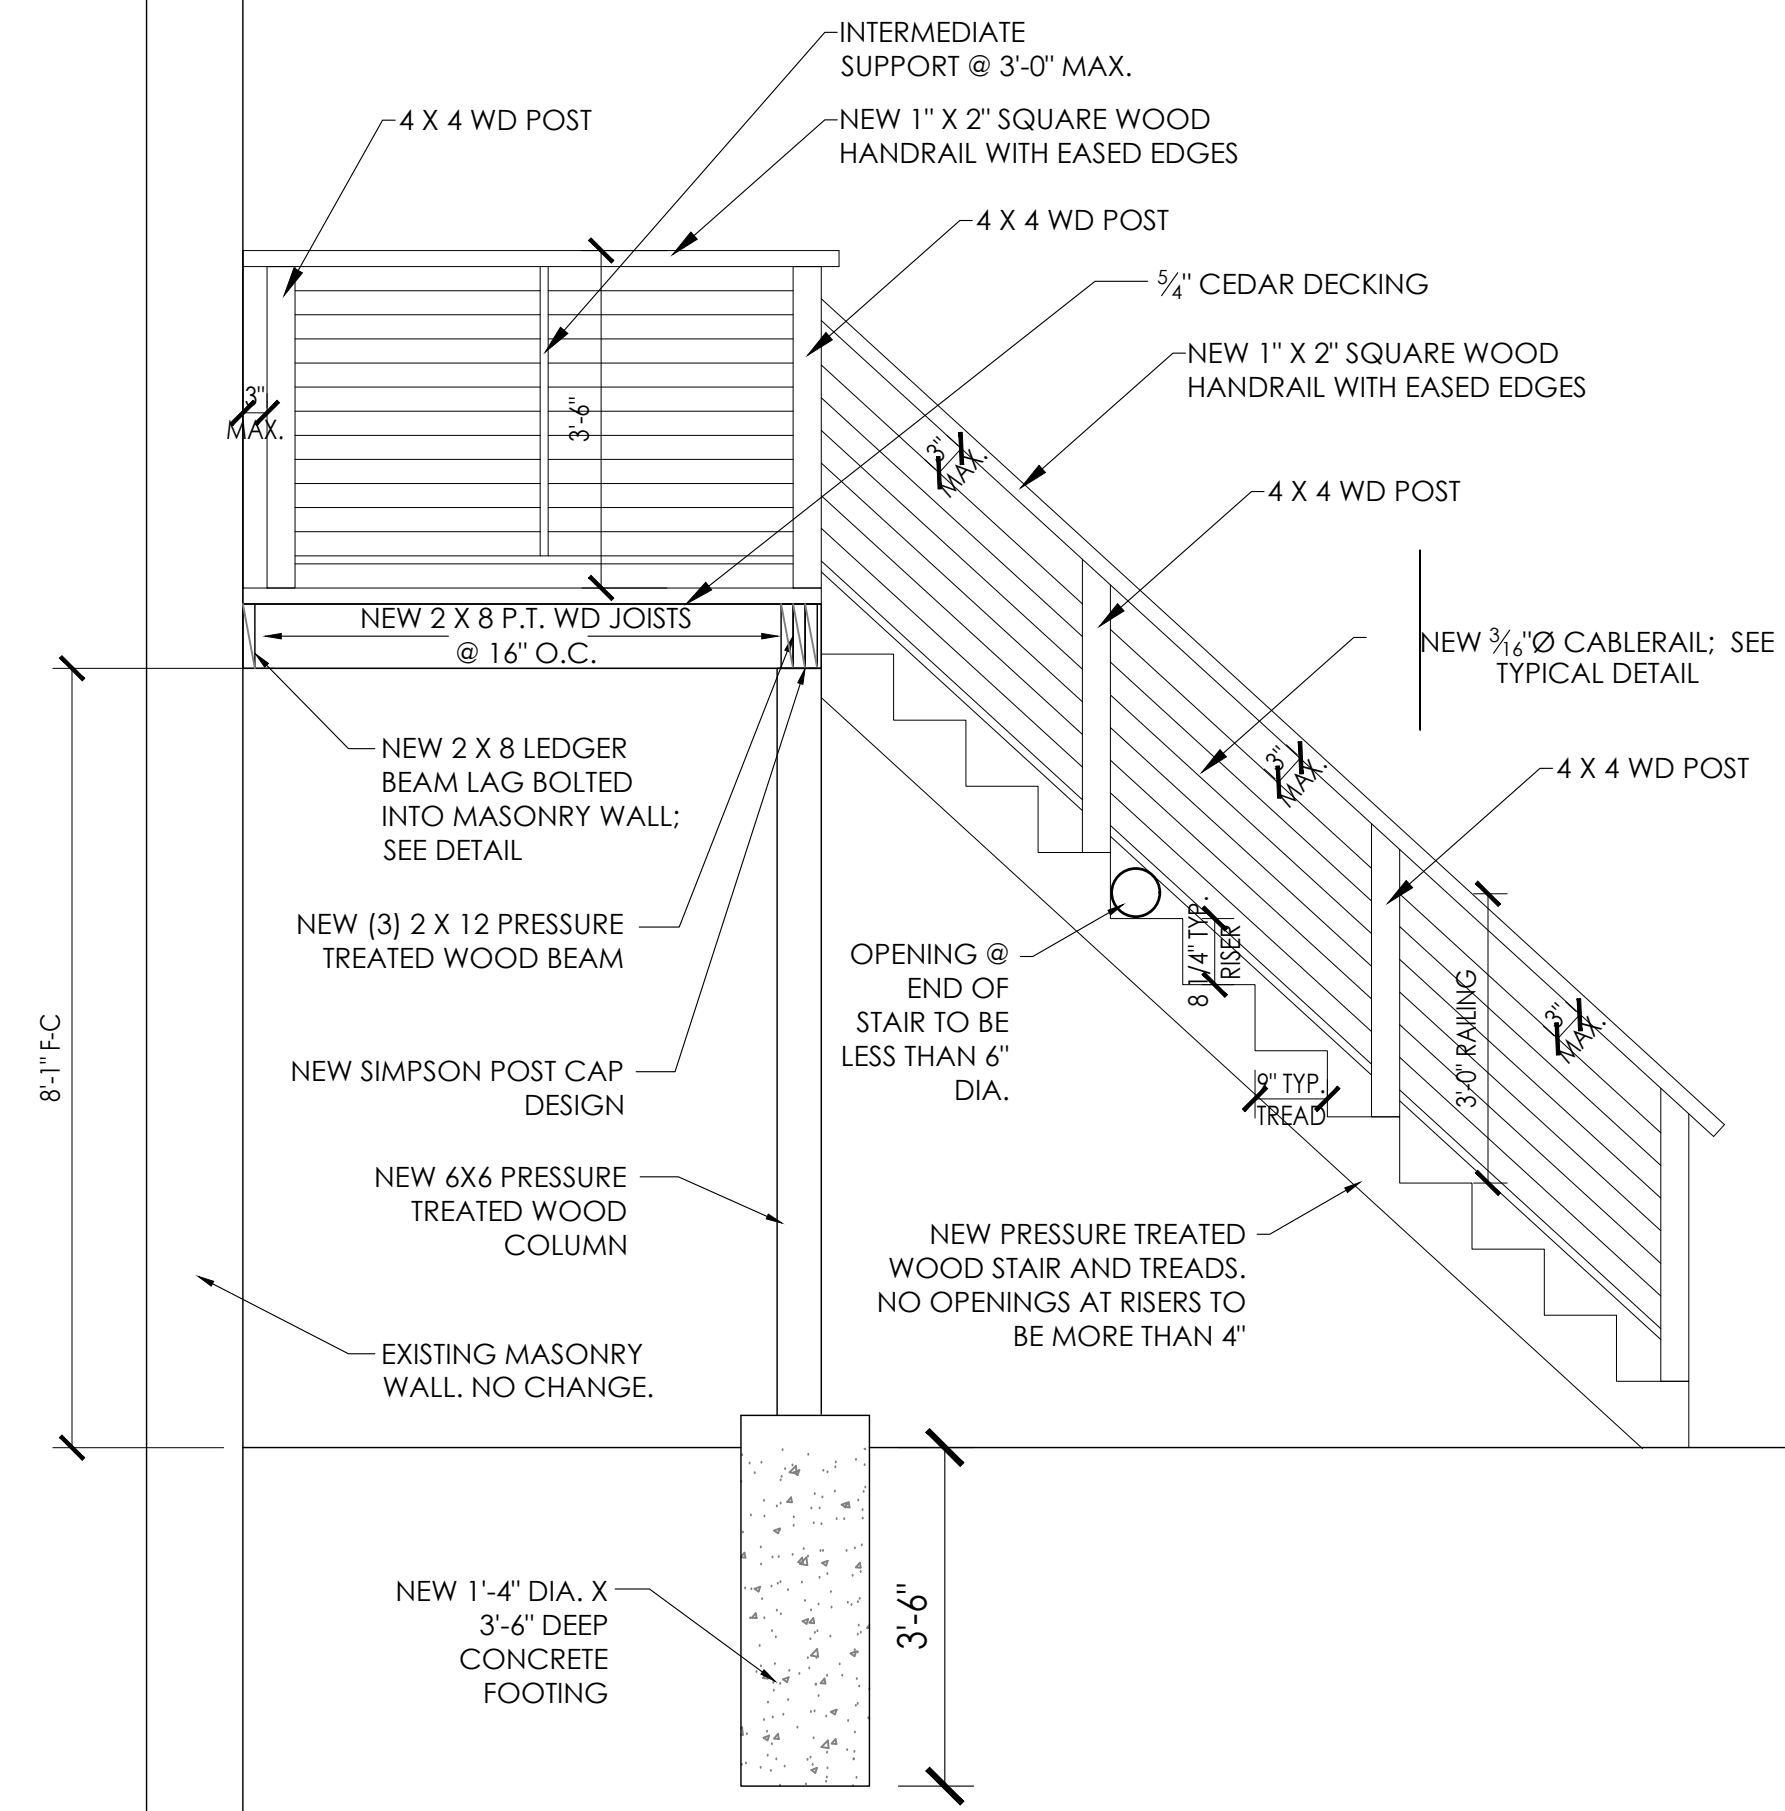 INTERMEDIATE
SUPPORT @ 3'-0" MAX.
4 X 4 WD POST
NEW 1" X 2" SQUARE WOOD
HANDRAIL WITH EASED EDGES
4 X 4 WD POST
5/4" CEDAR DECKING
NEW 1" X 2" SQUARE WOOD
HANDRAIL WITH EASED EDGES
3"
MAX.
3'-6"
3"
MAX.
4 X 4 WD POST
NEW 2 X 8 P.T. WD JOISTS
@ 16" O.C.
NEW 3/16"Ø CABLERAIL; SEE
TYPICAL DETAIL
NEW 2 X 8 LEDGER
BEAM LAG BOLTED
INTO MASONRY WALL;
SEE DETAIL
3"
MAX.
4 X 4 WD POST
NEW (3) 2 X 12 PRESSURE
TREATED WOOD BEAM
OPENING @
END OF
STAIR TO BE
LESS THAN 6"
DIA.
8 1/4" TYP.
RISER
3'-0" RAILING
3"
MAX.
8'-1" F-C
NEW SIMPSON POST CAP
DESIGN
9" TYP.
TREAD
NEW 6X6 PRESSURE
TREATED WOOD
COLUMN
NEW PRESSURE TREATED
WOOD STAIR AND TREADS.
NO OPENINGS AT RISERS TO
BE MORE THAN 4"
EXISTING MASONRY
WALL. NO CHANGE.
NEW 1'-4" DIA. X
3'-6" DEEP
CONCRETE
FOOTING
3'-6"